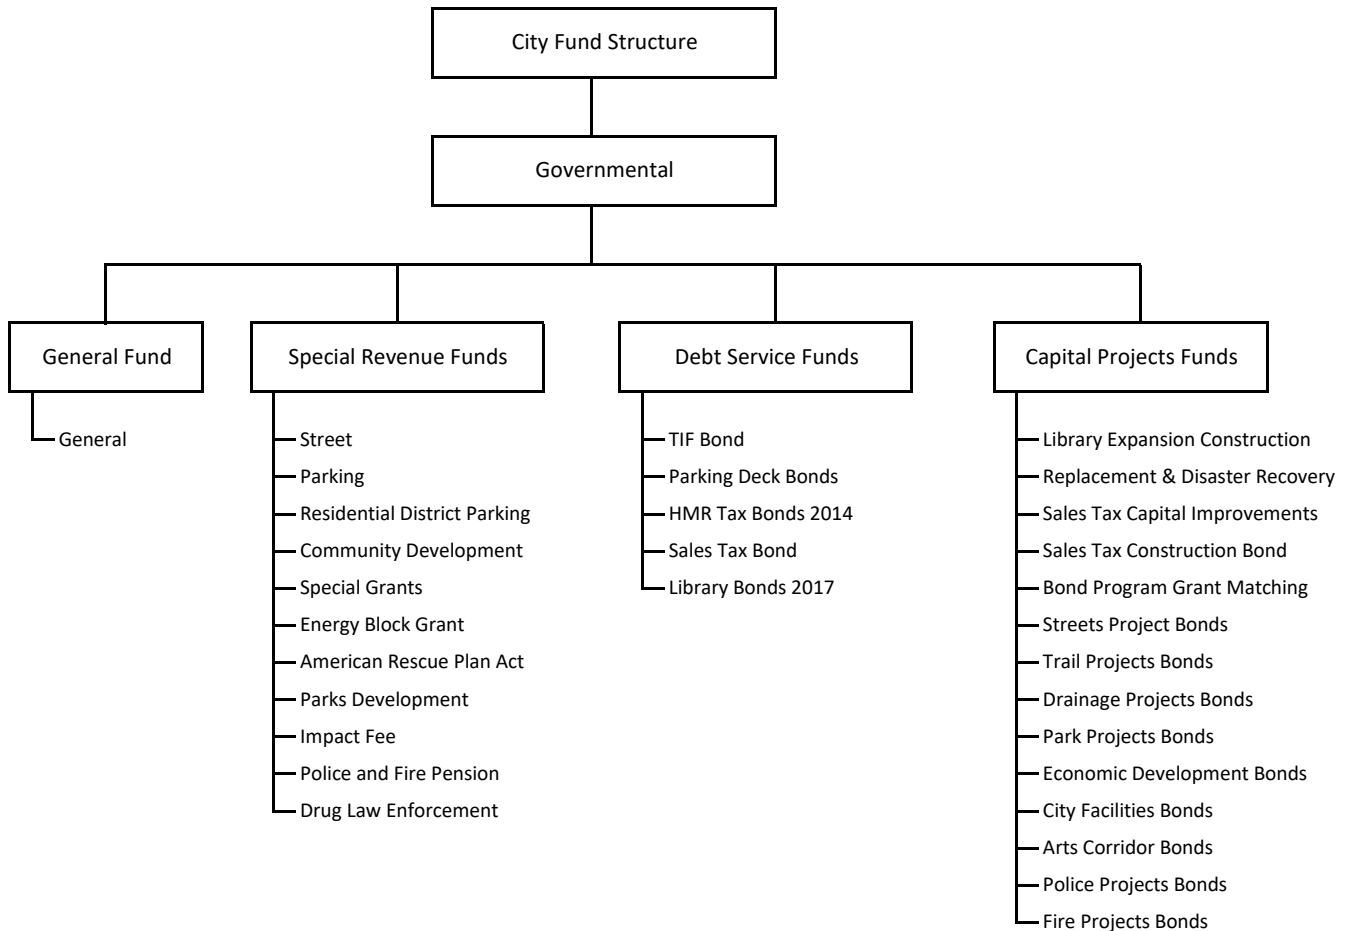 City Fund Structure
Governmental
General Fund
General
Special Revenue Funds
Street
Parking
Residential District Parking
Community Development
Special Grants
Energy Block Grant
American Rescue Plan Act
Parks Development
Impact Fee
Police and Fire Pension
Drug Law Enforcement
Debt Service Funds
TIF Bond
Parking Deck Bonds
HMR Tax Bonds 2014
Sales Tax Bond
Library Bonds 2017
Capital Projects Funds
Library Expansion Construction
Replacement & Disaster Recovery
Sales Tax Capital Improvements
Sales Tax Construction Bond
Bond Program Grant Matching
Streets Project Bonds
Trail Projects Bonds
Drainage Projects Bonds
Park Projects Bonds
Economic Development Bonds
City Facilities Bonds
Arts Corridor Bonds
Police Projects Bonds
Fire Projects Bonds